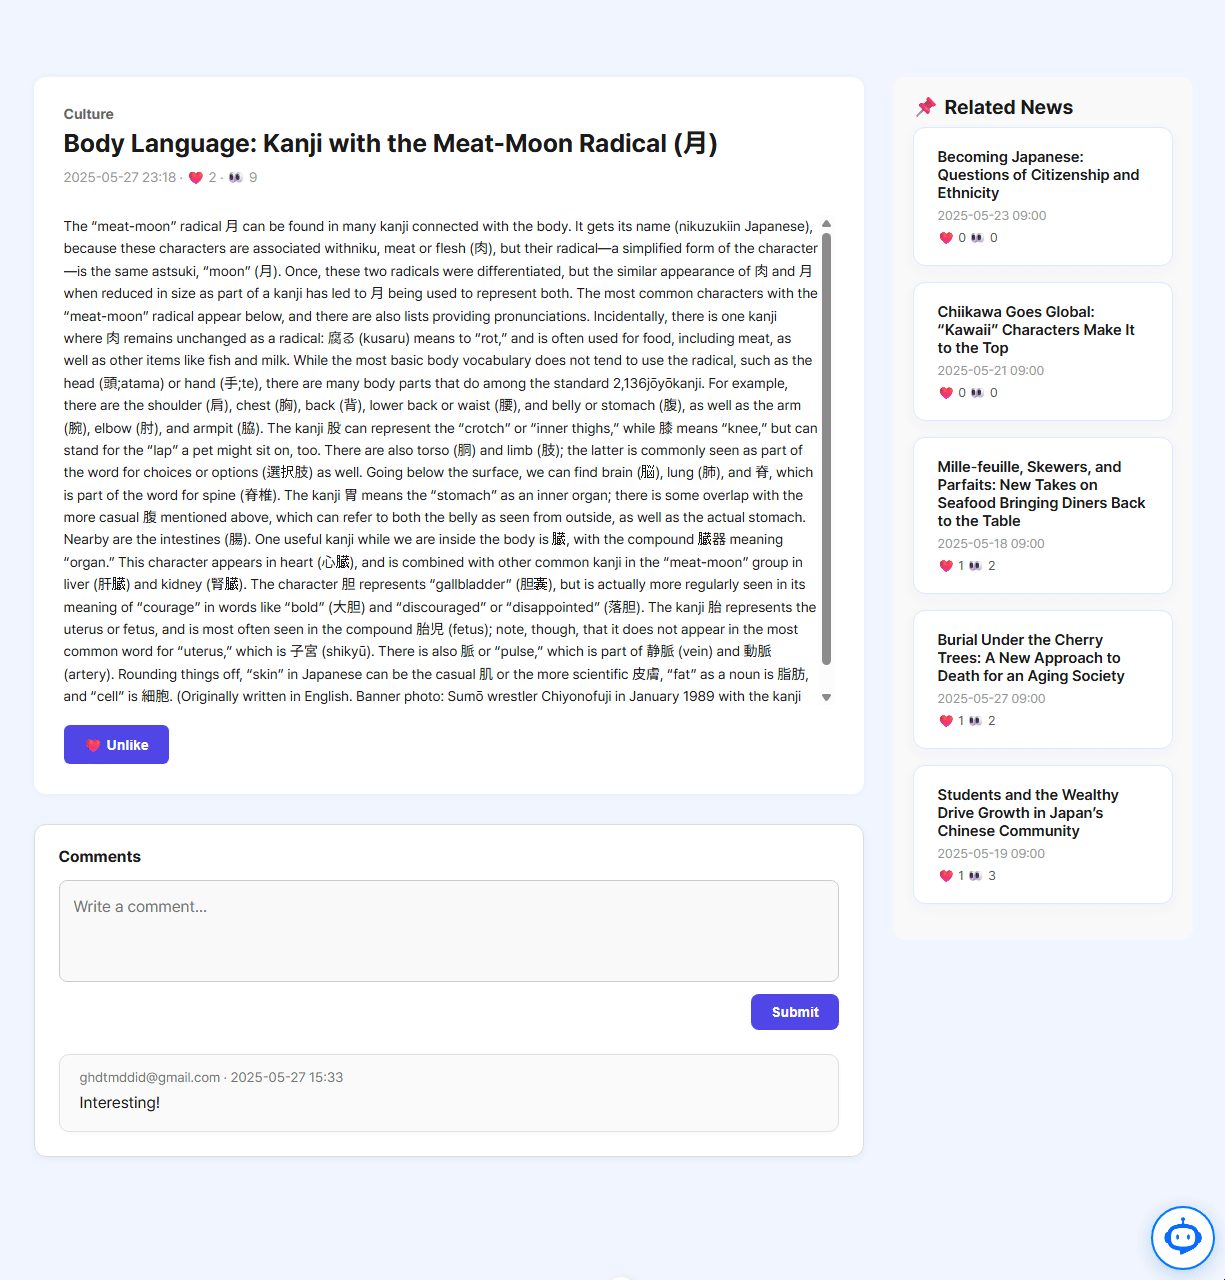 Culture
Body Language: Kanji with the Meat-Moon Radical (月)
2025-05-27 23:18 · ❤️ 2 · 👀 9
The “meat-moon” radical 月 can be found in many kanji connected with the body. It gets its name (nikuzukiin Japanese),
because these characters are associated withniku, meat or flesh (肉), but their radical—a simplified form of the character
—is the same astsuki, “moon” (月). Once, these two radicals were differentiated, but the similar appearance of 肉 and 月
when reduced in size as part of a kanji has led to 月 being used to represent both. The most common characters with the
“meat-moon” radical appear below, and there are also lists providing pronunciations. Incidentally, there is one kanji
where 肉 remains unchanged as a radical: 腐る (kusaru) means to “rot,” and is often used for food, including meat, as
well as other items like fish and milk. While the most basic body vocabulary does not tend to use the radical, such as the
head (頭;atama) or hand (手;te), there are many body parts that do among the standard 2,136jōyōkanji. For example,
there are the shoulder (肩), chest (胸), back (背), lower back or waist (腰), and belly or stomach (腹), as well as the arm
(腕), elbow (肘), and armpit (脇). The kanji 股 can represent the “crotch” or “inner thighs,” while 膝 means “knee,” but can
stand for the “lap” a pet might sit on, too. There are also torso (胴) and limb (肢); the latter is commonly seen as part of
the word for choices or options (選択肢) as well. Going below the surface, we can find brain (脳), lung (肺), and 脊, which
is part of the word for spine (脊椎). The kanji 胃 means the “stomach” as an inner organ; there is some overlap with the
more casual 腹 mentioned above, which can refer to both the belly as seen from outside, as well as the actual stomach.
Nearby are the intestines (腸). One useful kanji while we are inside the body is 臓, with the compound 臓器 meaning
“organ.” This character appears in heart (心臓), and is combined with other common kanji in the “meat-moon” group in
liver (肝臓) and kidney (腎臓). The character 胆 represents “gallbladder” (胆嚢), but is actually more regularly seen in its
meaning of “courage” in words like “bold” (大胆) and “discouraged” or “disappointed” (落胆). The kanji 胎 represents the
uterus or fetus, and is most often seen in the compound 胎児 (fetus); note, though, that it does not appear in the most
common word for “uterus,” which is 子宮 (shikyū). There is also 脈 or “pulse,” which is part of 静脈 (vein) and 動脈
(artery). Rounding things off, “skin” in Japanese can be the casual 肌 or the more scientific 皮膚, “fat” as a noun is 脂肪,
and “cell” is 細胞. (Originally written in English. Banner photo: Sumō wrestler Chiyonofuji in January 1989 with the kanji
❤️ Unlike
Comments
Write a comment...
Submit
ghdtmddid@gmail.com · 2025-05-27 15:33
Interesting!
📌 Related News
Becoming Japanese:
Questions of Citizenship and
Ethnicity
2025-05-23 09:00
❤️ 0 👀 0
Chiikawa Goes Global:
“Kawaii” Characters Make It
to the Top
2025-05-21 09:00
❤️ 0 👀 0
Mille-feuille, Skewers, and
Parfaits: New Takes on
Seafood Bringing Diners Back
to the Table
2025-05-18 09:00
❤️ 1 👀 2
Burial Under the Cherry
Trees: A New Approach to
Death for an Aging Society
2025-05-27 09:00
❤️ 1 👀 2
Students and the Wealthy
Drive Growth in Japan’s
Chinese Community
2025-05-19 09:00
❤️ 1 👀 3